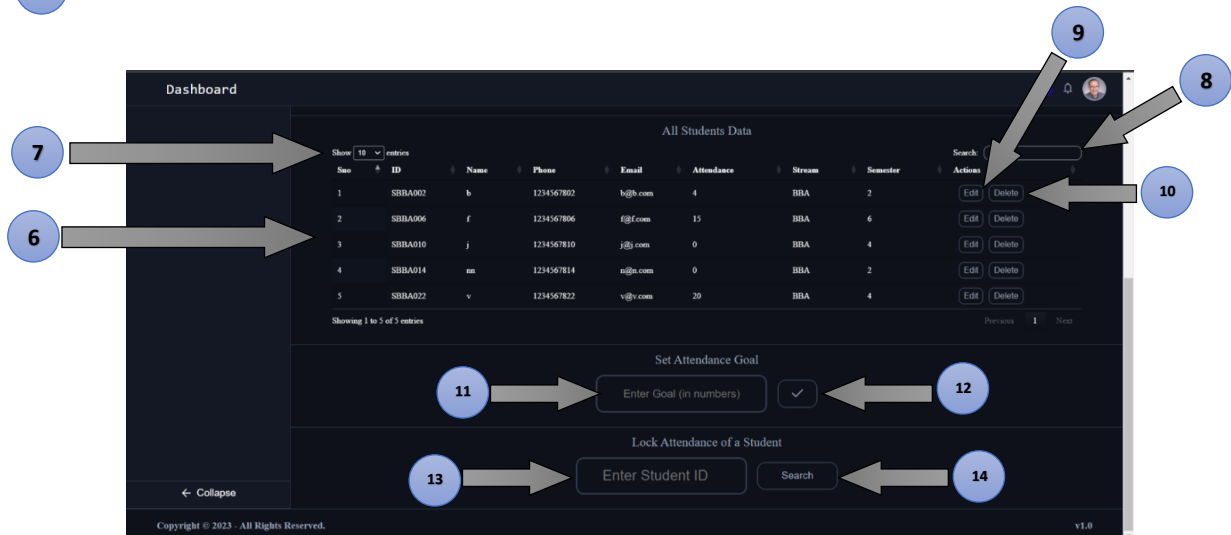 9
8
Dashboard
All Students Data
7
Show 10 entries
Search:
Sno ID Name Phone Email Attendance Stream Semester Actions
1 SBBA002 b 1234567802 b@b.com 4 BBA 2 Edit Delete
10
2 SBBA006 f 1234567806 f@f.com 15 BBA 6 Edit Delete
6
3 SBBA010 j 1234567810 j@j.com 0 BBA 4 Edit Delete
4 SBBA014 nn 1234567814 n@n.com 0 BBA 2 Edit Delete
5 SBBA022 v 1234567822 v@v.com 20 BBA 4 Edit Delete
Showing 1 to 5 of 5 entries
Previous 1 Next
Set Attendance Goal
11 Enter Goal (in numbers) 12
Lock Attendance of a Student
13 Enter Student ID Search 14
← Collapse
Copyright © 2023 - All Rights Reserved. v1.0